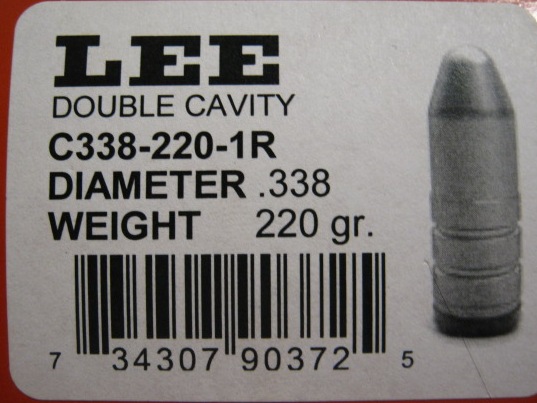 LEE
DOUBLE CAVITY
C338-220-1R
DIAMETER .338
WEIGHT 220 gr.
7 34307 90372 5